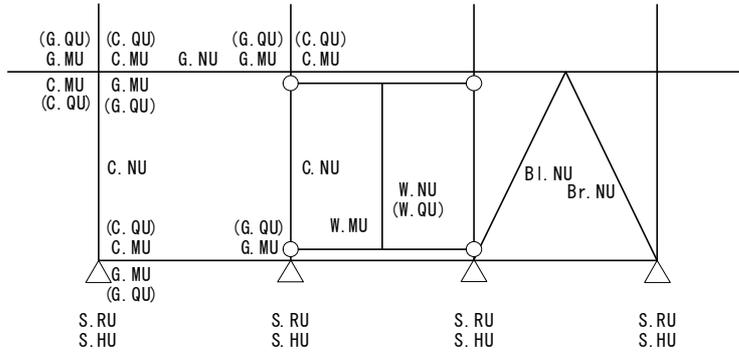 (G. QU) (C. QU) (G. QU) (C. QU)
G. MU C. MU G. NU G. MU C. MU
C. MU G. MU
(C. QU) (G. QU)
C. NU C. NU Bl. NU
W. NU Br. NU
(W. QU)
(C. QU) (G. QU) W. MU
C. MU G. MU
G. MU
(G. QU)
S. RU S. RU S. RU S. RU
S. HU S. HU S. HU S. HU